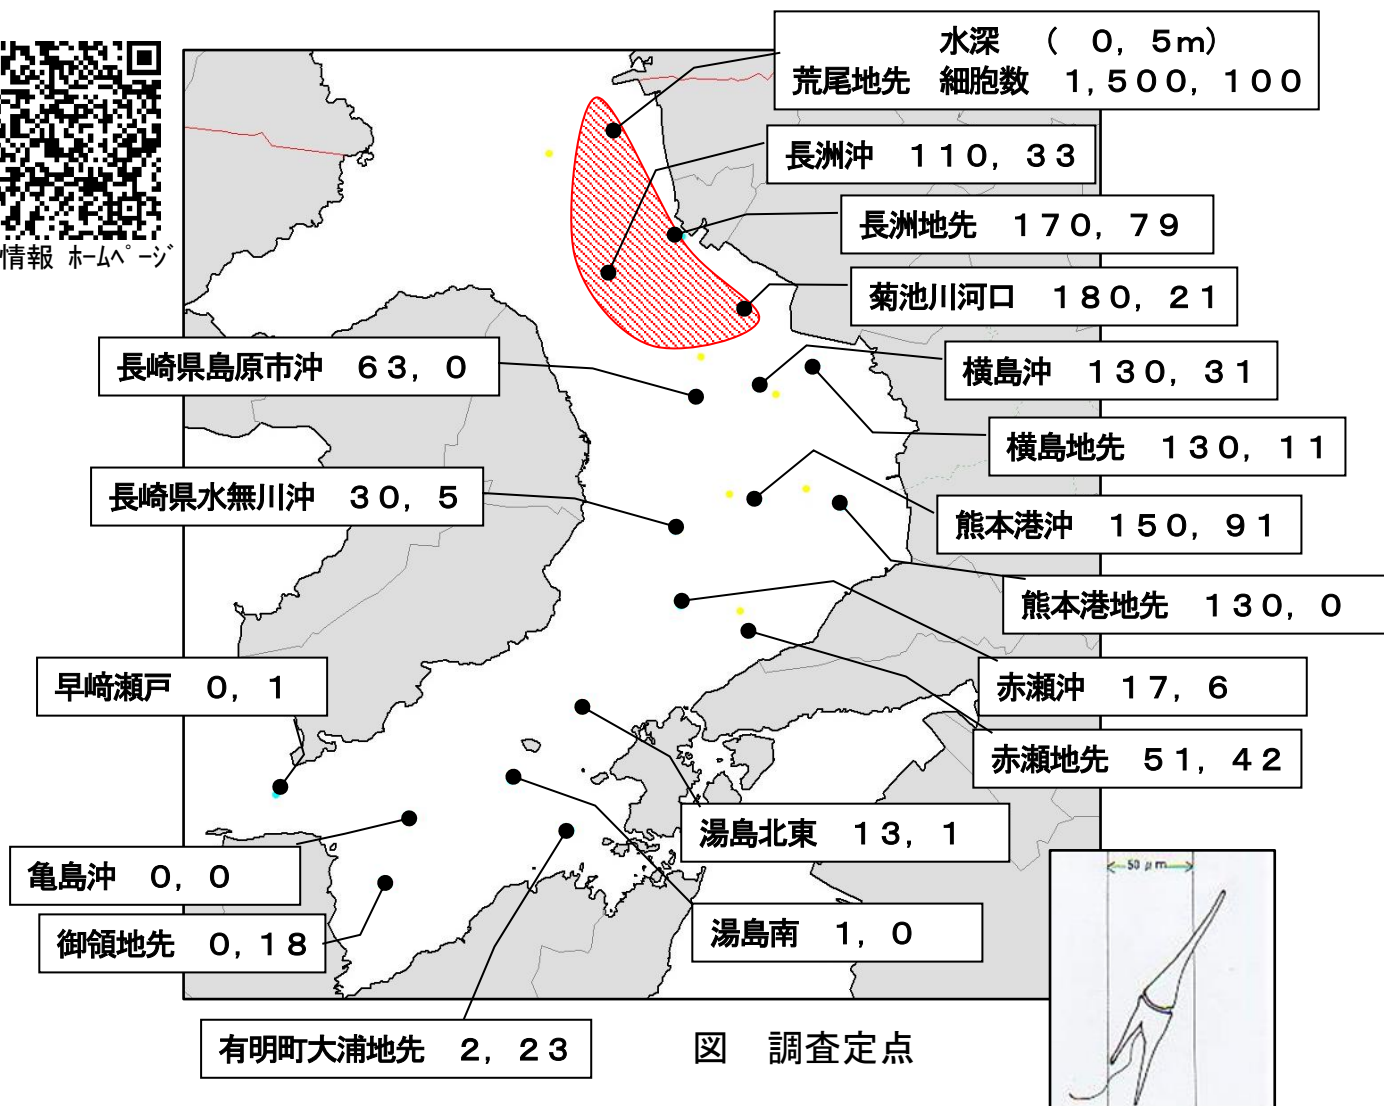 水深　（　０，５ｍ）
荒尾地先　細胞数　１，５００，１００
長洲沖　１１０，３３
情報 ﾎｰﾑﾍﾟｰｼﾞ
長洲地先　１７０，７９
菊池川河口　１８０，２１
長崎県島原市沖　６３，０
横島沖　１３０，３１
横島地先　１３０，１１
長崎県水無川沖　３０，５
熊本港沖　１５０，９１
熊本港地先　１３０，０
早崎瀬戸　０，１
赤瀬沖　１７，６
赤瀬地先　５１，４２
湯島北東　１３，１
亀島沖　０，０
50 μm
湯島南　１，０
御領地先　０，１８
有明町大浦地先　２，２３
図　調査定点